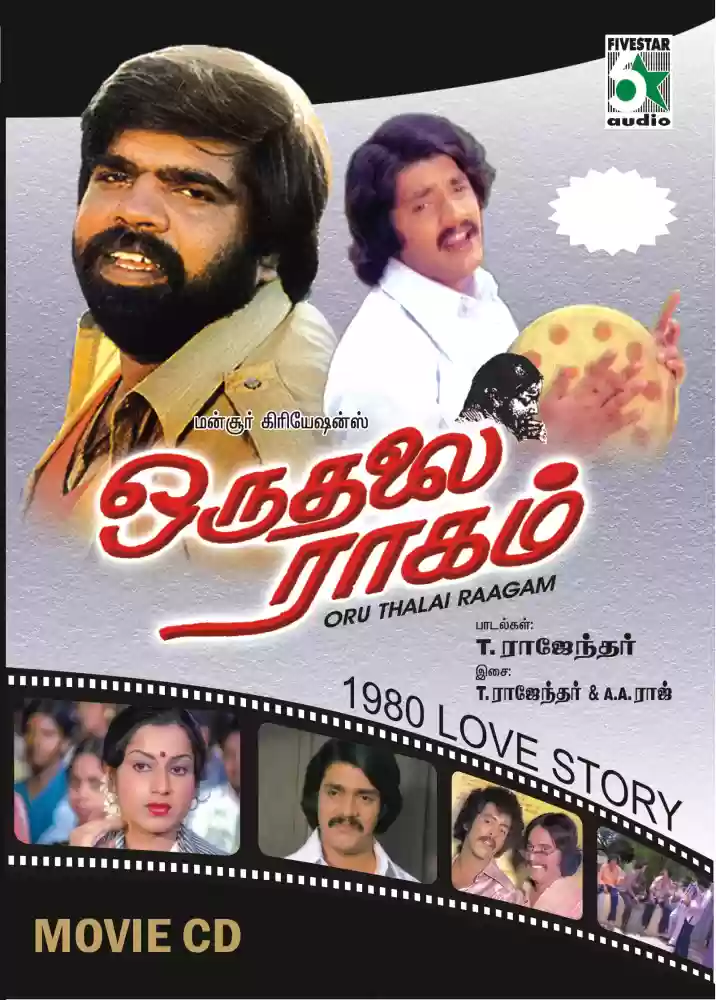 FIVESTAR
audio
மன்சூர் கிரியேஷன்ஸ்
ஒருதலை
ராகம்
ORU THALAI RAAGAM
பாடல்கள்:
T. ராஜேந்தர்
இசை:
T. ராஜேந்தர் & A.A. ராஜ்
1980 LOVE STORY
MOVIE CD